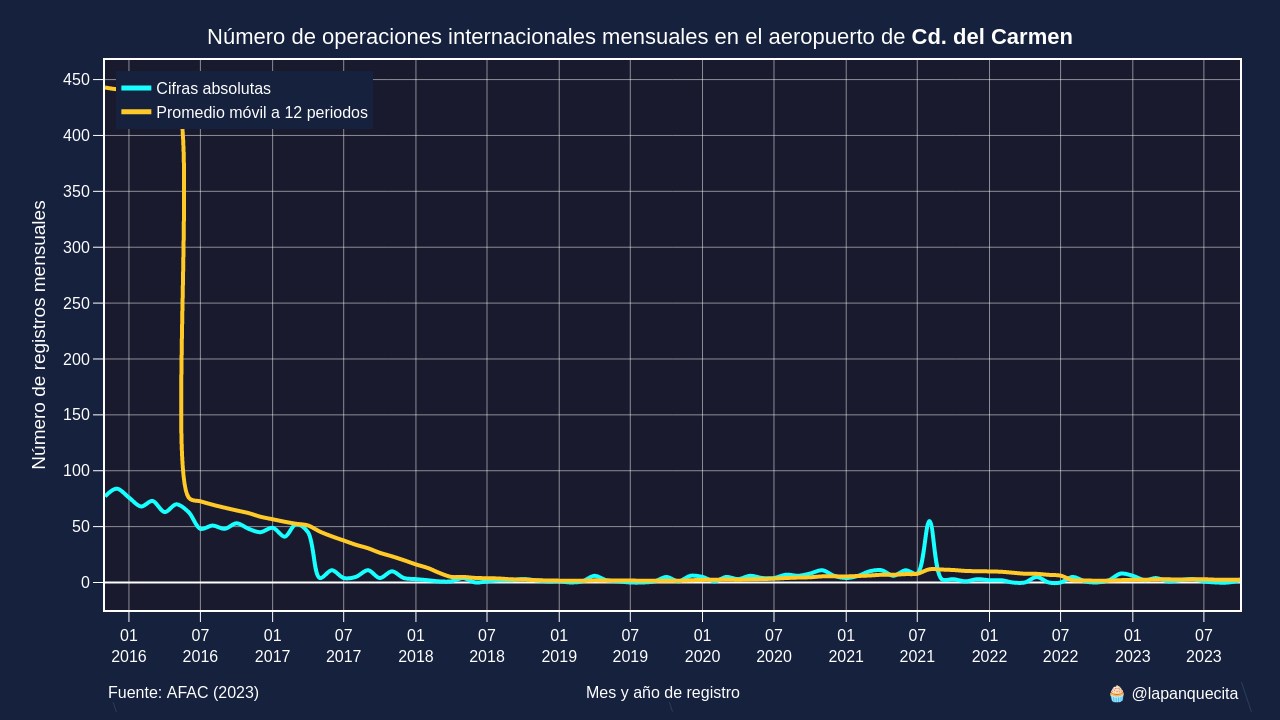 Número de operaciones internacionales mensuales en el aeropuerto de Cd. del Carmen
Cifras absolutas
Promedio móvil a 12 periodos
Número de registros mensuales
450
400
350
300
250
200
150
100
50
0
01 07 01 07 01 07 01 07 01 07 01 07 01 07 01 07
2016 2016 2017 2017 2018 2018 2019 2019 2020 2020 2021 2021 2022 2022 2023 2023
Fuente: AFAC (2023)
Mes y año de registro
🧁 @lapanquecita